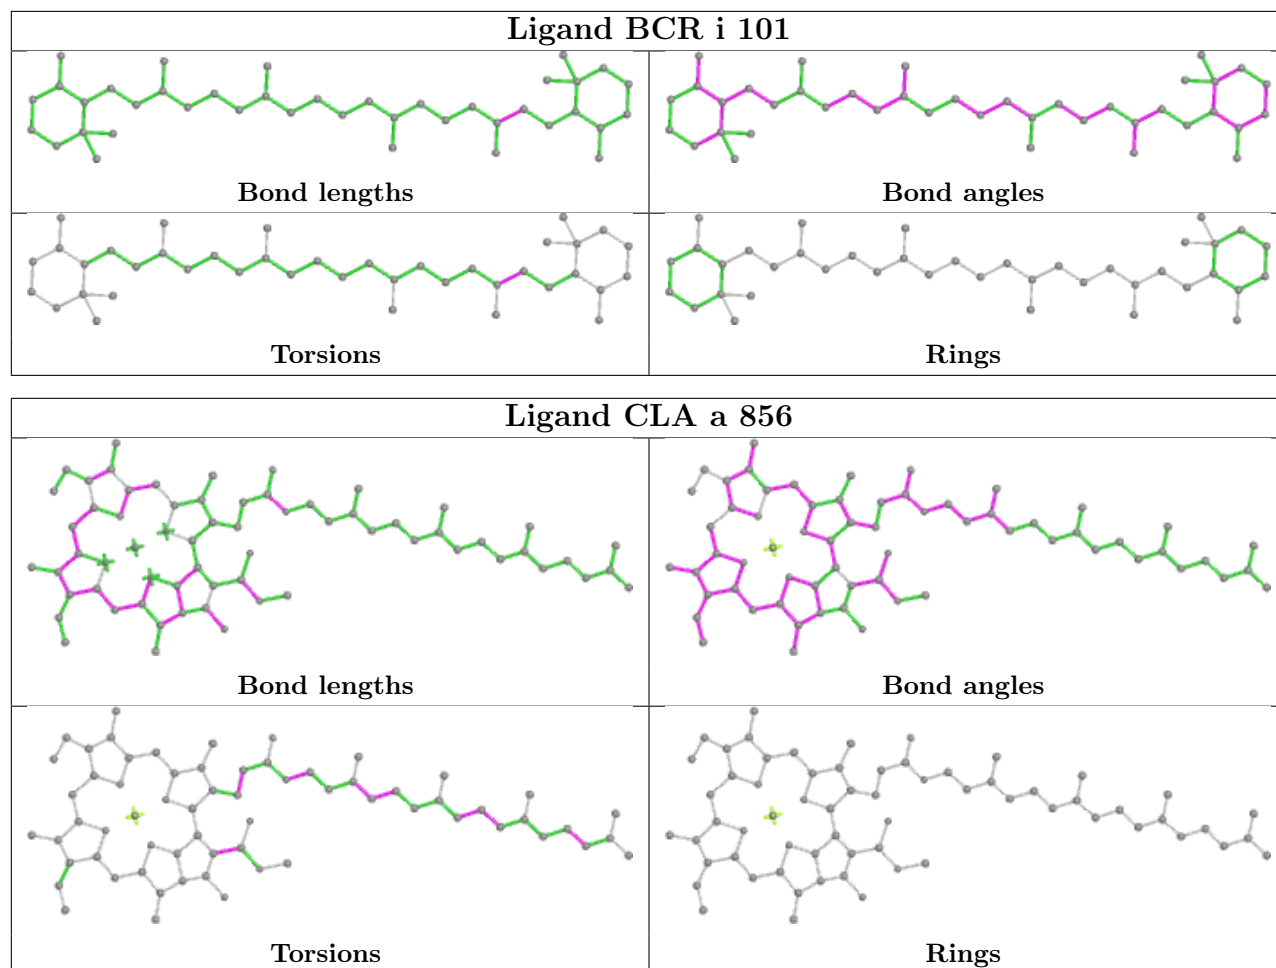 Ligand BCR i 101
Bond lengths
Bond angles
Torsions
Rings
Ligand CLA a 856
Bond lengths
Bond angles
Torsions
Rings